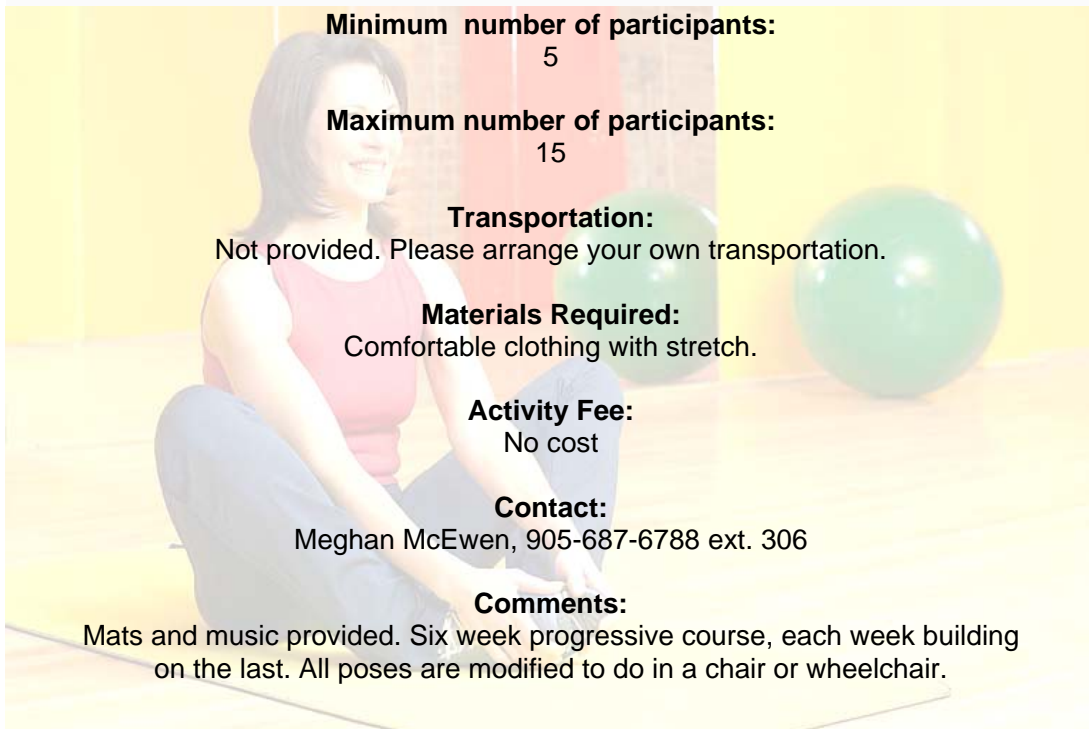 Minimum  number of participants:
5
Maximum number of participants:
15
Transportation:
Not provided. Please arrange your own transportation.
Materials Required:
Comfortable clothing with stretch.
Activity Fee:
No cost
Contact:
Meghan McEwen, 905-687-6788 ext. 306
Comments:
Mats and music provided. Six week progressive course, each week building
on the last. All poses are modified to do in a chair or wheelchair.